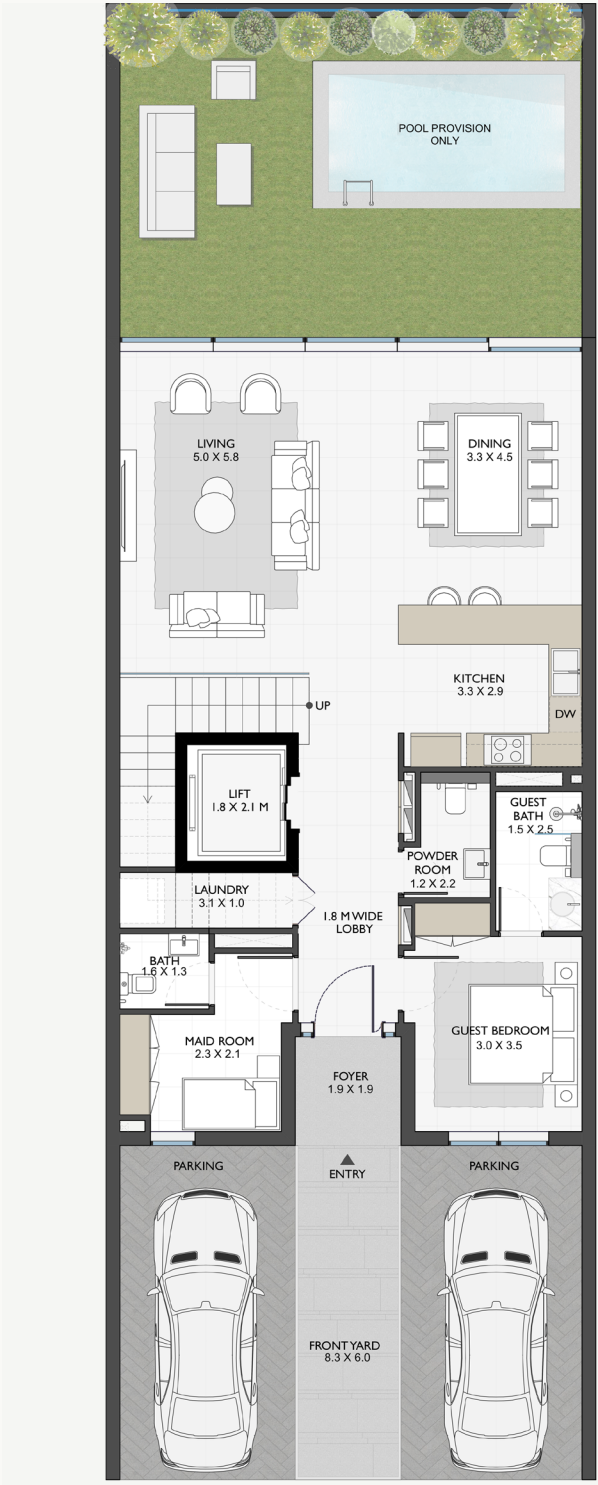 POOL PROVISION
ONLY
LIVING
5.0 X 5.8
DINING
3.3 X 4.5
KITCHEN
3.3 X 2.9
UP
DW
LIFT
1.8 X 2.1 M
GUEST
BATH
1.5 X 2.5
POWDER
ROOM
1.2 X 2.2
LAUNDRY
3.1 X 1.0
1.8 M WIDE
LOBBY
BATH
1.6 X 1.3
MAID ROOM
2.3 X 2.1
GUEST BEDROOM
3.0 X 3.5
FOYER
1.9 X 1.9
PARKING
ENTRY
PARKING
FRONT YARD
8.3 X 6.0